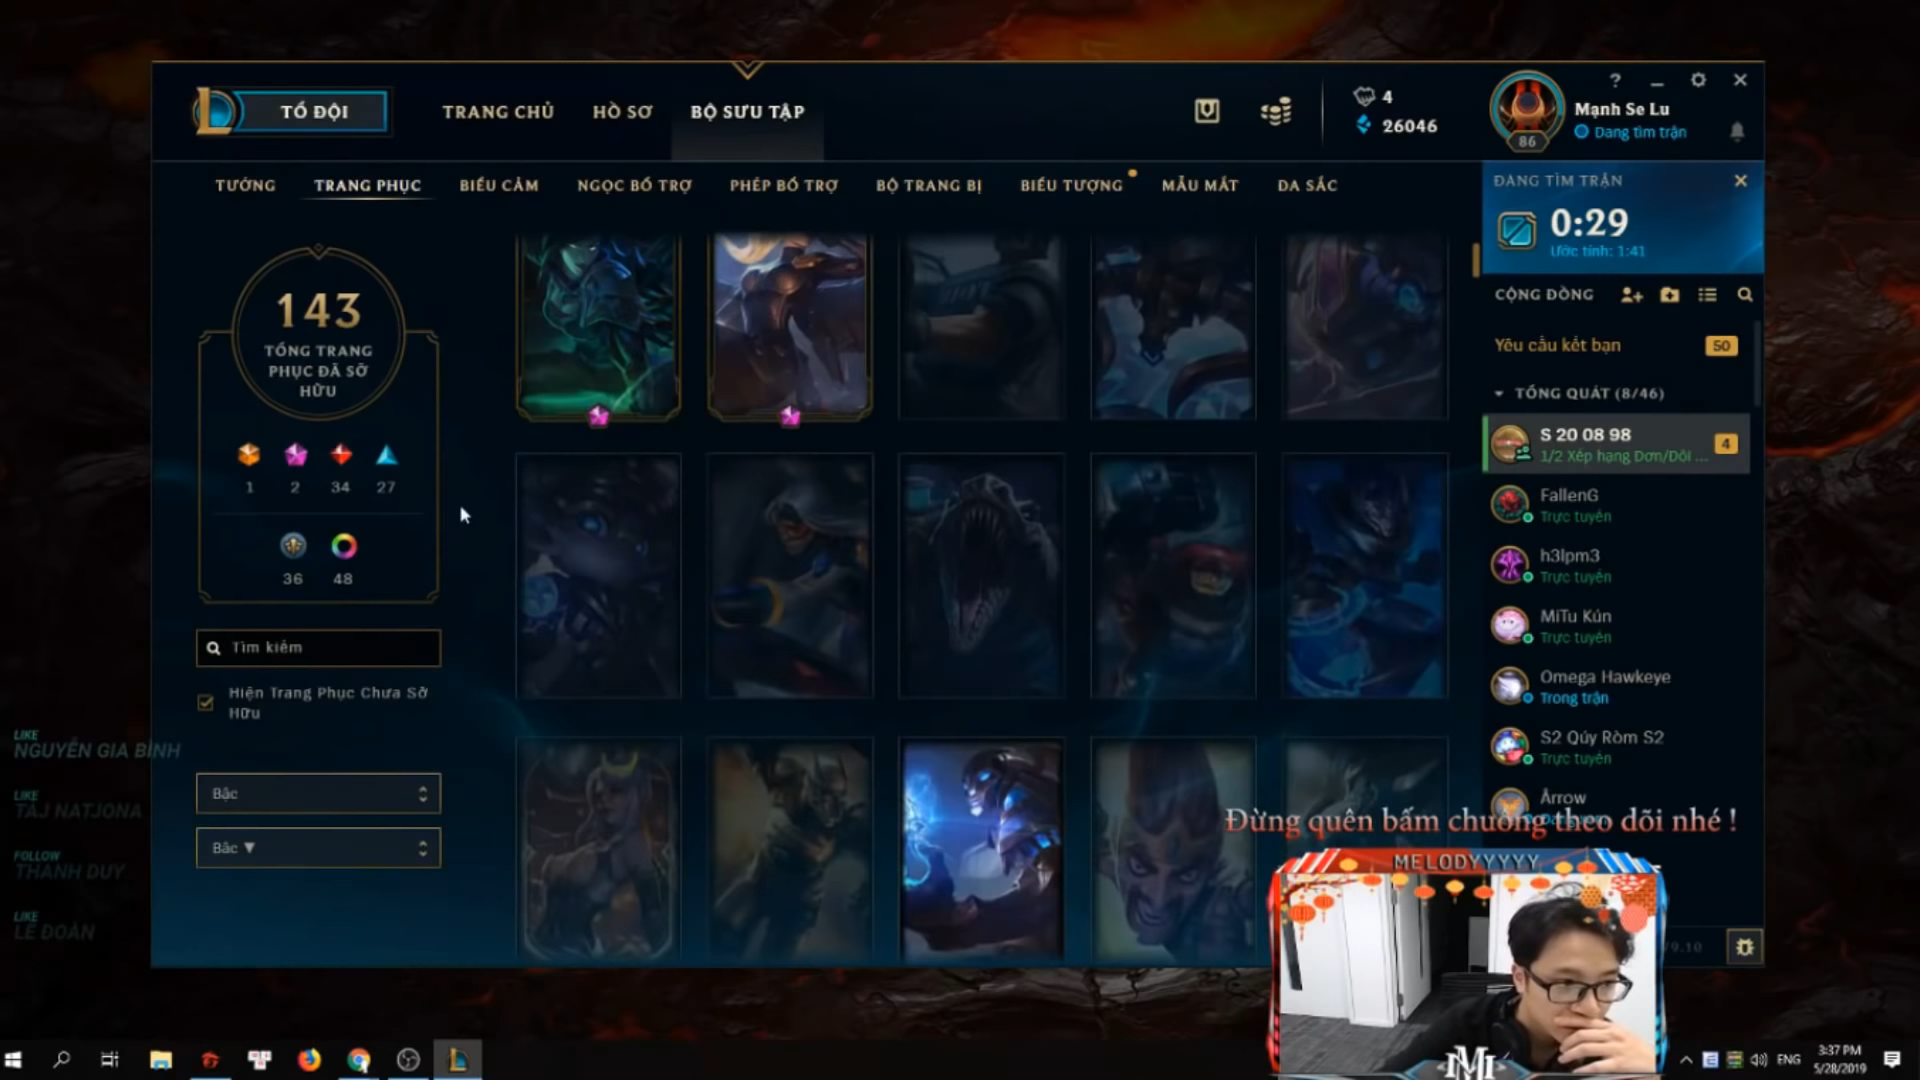 TỔ ĐỘI
TRANG CHỦ
HỒ SƠ
BỘ SƯU TẬP
4
26046
?
86
Mạnh Se Lu
Đang tìm trận
TƯỚNG
TRANG PHỤC
BIỂU CẢM
NGỌC BỔ TRỢ
PHÉP BỔ TRỢ
BỘ TRANG BỊ
BIỂU TƯỢNG
MẪU MẮT
ĐA SẮC
ĐANG TÌM TRẬN
0:29
Ước tính: 1:41
143
TỔNG TRANG
PHỤC ĐÃ SỞ
HỮU
1
2
34
27
36
48
Tìm kiếm
Hiện Trang Phục Chưa Sở
Hữu
Bậc
Bậc ▼
CỘNG ĐỒNG
Yêu cầu kết bạn
50
TỔNG QUÁT (8/46)
S 20 08 98
1/2 Xếp hạng Đơn/Đôi ...
4
FallenG
Trực tuyến
h3lpm3
Trực tuyến
MiTu Kún
Trực tuyến
Omega Hawkeye
Trong trận
S2 Qúy Ròm S2
Trực tuyến
Ârrow
Đừng quên bấm chuông theo dõi nhé !
LIKE
NGUYỄN GIA BÌNH
LIKE
TAJ NATJONA
FOLLOW
THANH DUY
LIKE
LÊ ĐOÀN
MELODYYYYY
ENG
3:37 PM
5/28/2019